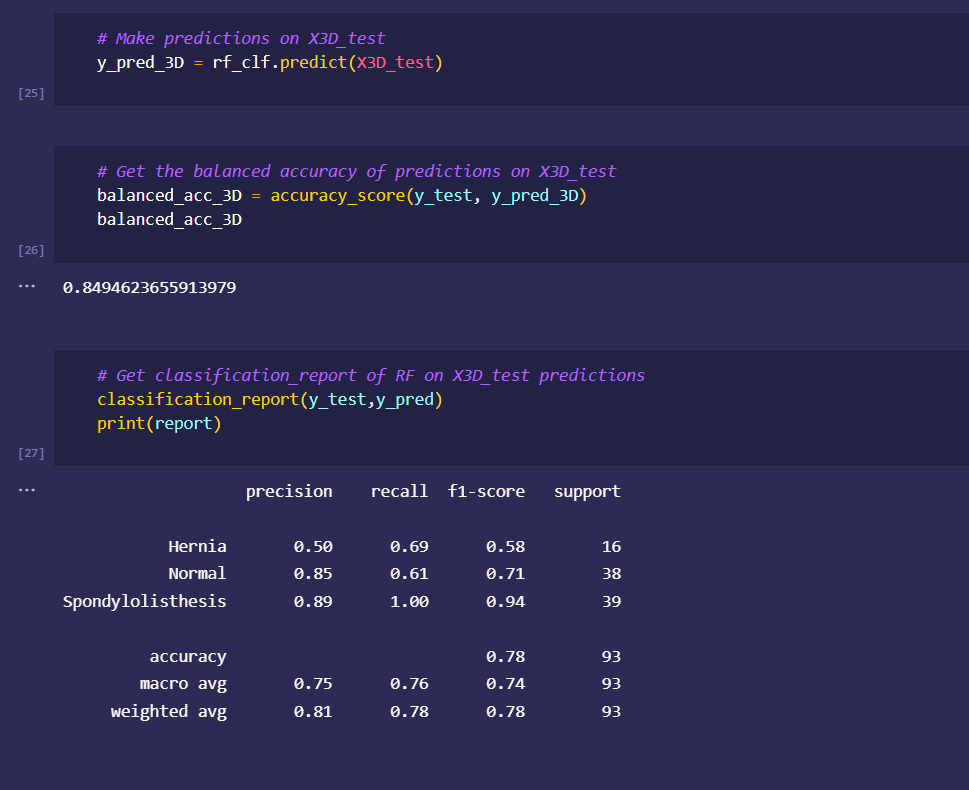 # Make predictions on X3D_test
y_pred_3D = rf_clf.predict(X3D_test)
[25]
# Get the balanced accuracy of predictions on X3D_test
balanced_acc_3D = accuracy_score(y_test, y_pred_3D)
balanced_acc_3D
[26]
... 0.8494623655913979
# Get classification_report of RF on X3D_test predictions
classification_report(y_test,y_pred)
print(report)
[27]
... precision recall f1-score support
Hernia 0.50 0.69 0.58 16
Normal 0.85 0.61 0.71 38
Spondylolisthesis 0.89 1.00 0.94 39
accuracy 0.78 93
macro avg 0.75 0.76 0.74 93
weighted avg 0.81 0.78 0.78 93